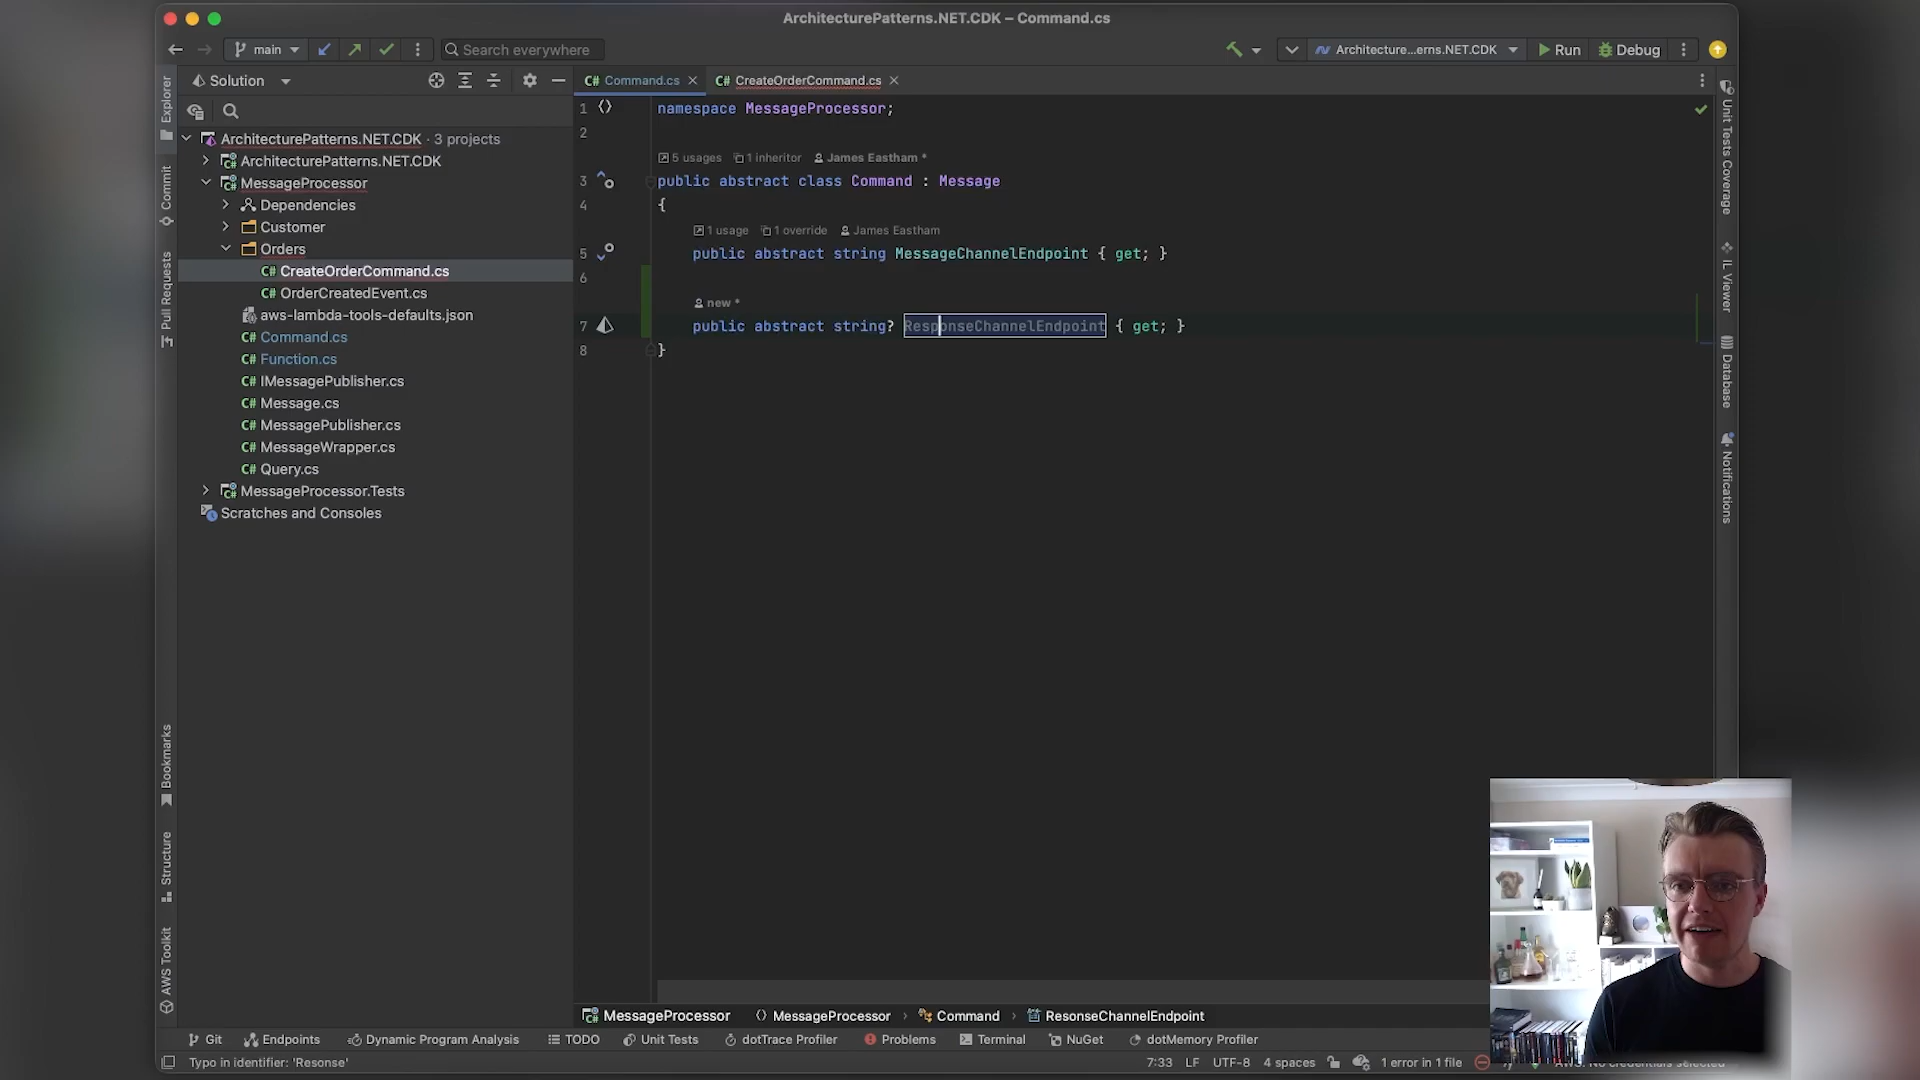 ArchitecturePatterns.NET.CDK – Command.cs
main
Search everywhere
Architecture...erns.NET.CDK
Run
Debug
Solution
Command.cs
CreateOrderCommand.cs
Explorer
Commit
Pull Requests
Bookmarks
Structure
AWS Toolkit
ArchitecturePatterns.NET.CDK · 3 projects
ArchitecturePatterns.NET.CDK
MessageProcessor
Dependencies
Customer
Orders
C# CreateOrderCommand.cs
C# OrderCreatedEvent.cs
aws-lambda-tools-defaults.json
C# Command.cs
C# Function.cs
C# IMessagePublisher.cs
C# Message.cs
C# MessagePublisher.cs
C# MessageWrapper.cs
C# Query.cs
MessageProcessor.Tests
Scratches and Consoles
1 namespace MessageProcessor;
2
5 usages 1 inheritor James Eastham *
3 public abstract class Command : Message
4 {
1 usage 1 override James Eastham
5 public abstract string MessageChannelEndpoint { get; }
6
new *
7 public abstract string? ResponseChannelEndpoint { get; }
8 }
Unit Tests Coverage
IL Viewer
Database
Notifications
MessageProcessor MessageProcessor › Command › ResonseChannelEndpoint
Git Endpoints Dynamic Program Analysis TODO Unit Tests dotTrace Profiler Problems Terminal NuGet dotMemory Profiler
Typo in identifier: 'Resonse' 7:33 LF UTF-8 4 spaces 1 error in 1 file AWS: No credentials selected